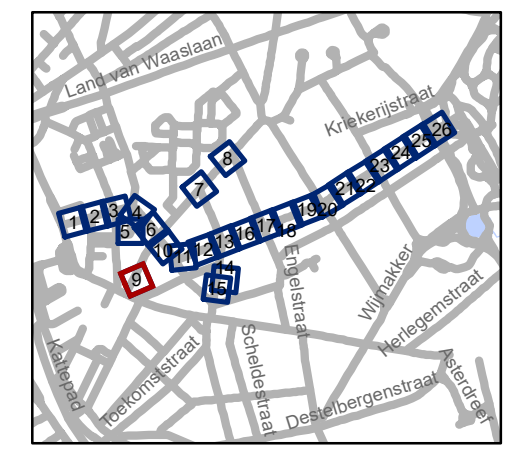 Land van Waaslaan
Kriekerijstraat
8
7
1
2
3
4
5
6
9
10
11
12
13
14
15
16
17
18
19
20
21
22
23
24
25
26
Engelstraat
Wijmakker
Herlegemstraat
Kattepad
Toekomststraat
Scheldestraat
Destelbergenstraat
Asterdreef